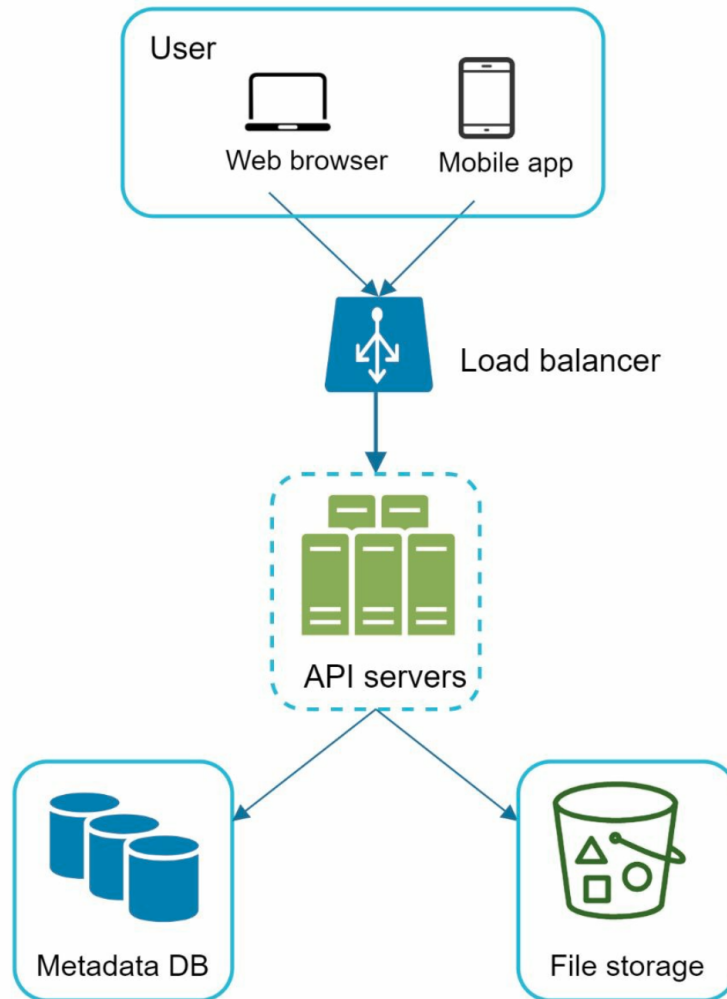 User
Web browser
Mobile app
Load balancer
API servers
Metadata DB
File storage